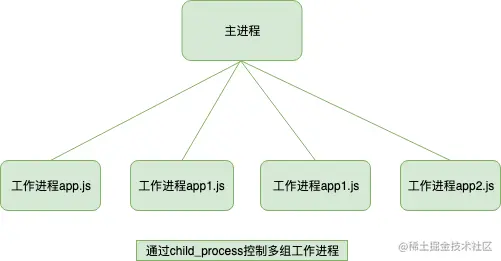 主进程
工作进程app.js
工作进程app1.js
工作进程app1.js
工作进程app2.js
通过child_process控制多组工作进程
@稀土掘金技术社区